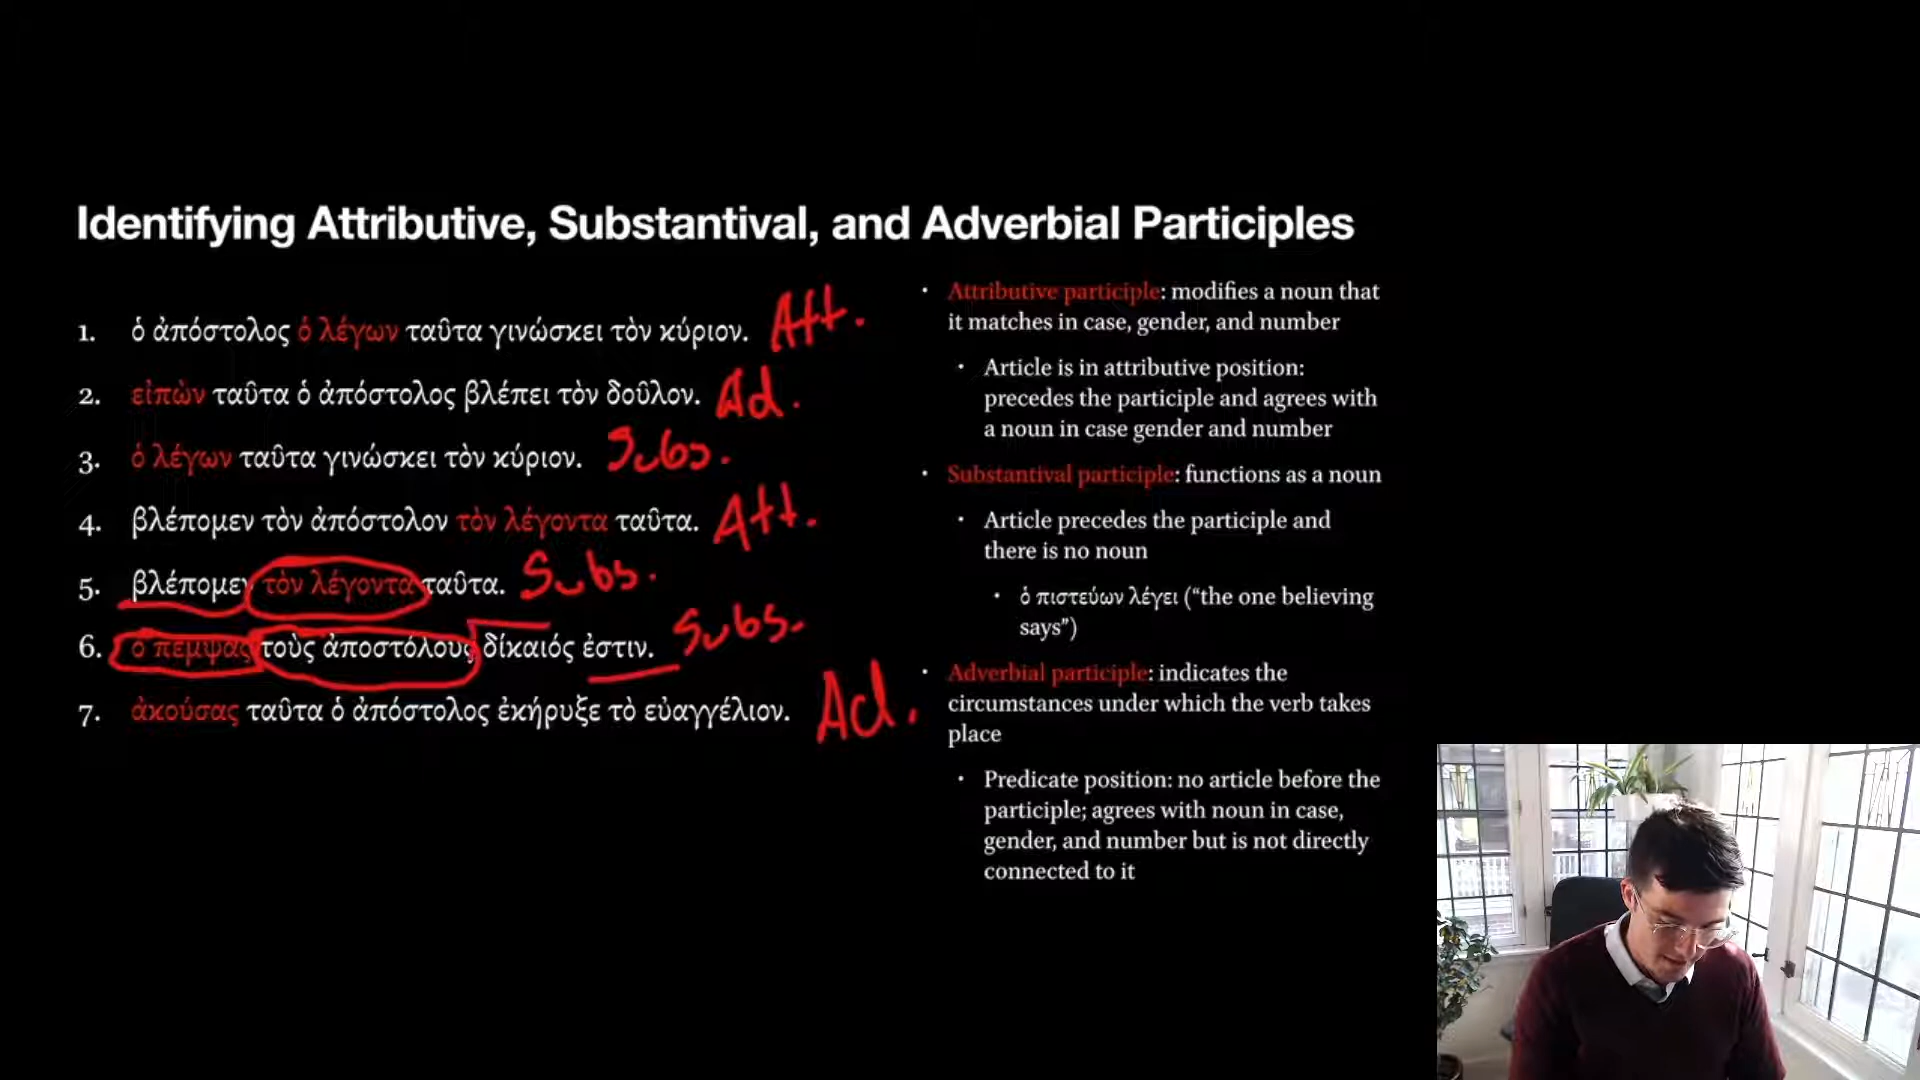 Identifying Attributive, Substantival, and Adverbial Participles
1. ὁ ἀπόστολος ὁ λέγων ταῦτα γινώσκει τὸν κύριον. Att.
2. εἰπὼν ταῦτα ὁ ἀπόστολος βλέπει τὸν δοῦλον. Ad.
3. ὁ λέγων ταῦτα γινώσκει τὸν κύριον. Subs.
4. βλέπομεν τὸν ἀπόστολον τὸν λέγοντα ταῦτα. Att.
5. βλέπομεν τὸν λέγοντα ταῦτα. Subs.
6. ὁ πεμψας τοὺς ἀποστόλους δίκαιός ἐστιν. Subs.
7. ἀκούσας ταῦτα ὁ ἀπόστολος ἐκήρυξε τὸ εὐαγγέλιον. Ad.
• Attributive participle: modifies a noun that
it matches in case, gender, and number
• Article is in attributive position:
precedes the participle and agrees with
a noun in case gender and number
• Substantival participle: functions as a noun
• Article precedes the participle and
there is no noun
• ὁ πιστεύων λέγει (“the one believing
says”)
• Adverbial participle: indicates the
circumstances under which the verb takes
place
• Predicate position: no article before the
participle; agrees with noun in case,
gender, and number but is not directly
connected to it